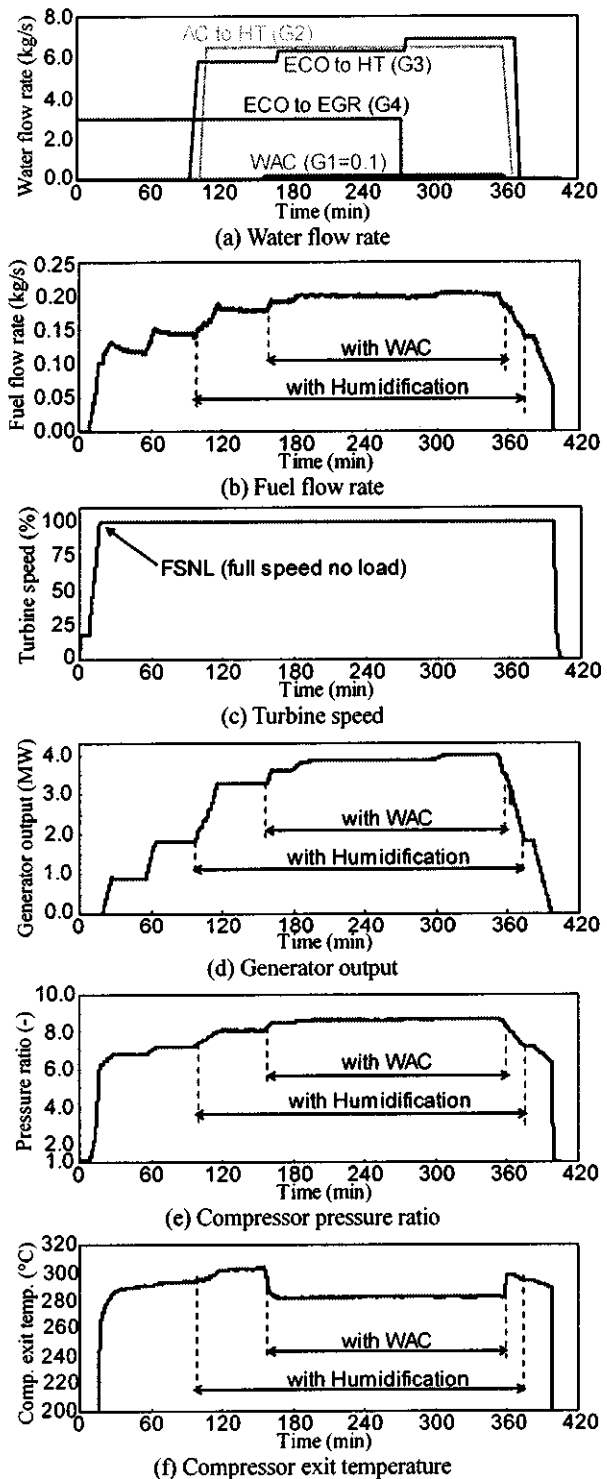 Water flow rate (kg/s)
8.0
6.0
4.0
2.0
0.0
AC to HT (G2)
ECO to HT (G3)
ECO to EGR (G4)
WAC (G1=0.1)
0 60 120 180 240 300 360 420
Time (min)
(a) Water flow rate
Fuel flow rate (kg/s)
0.25
0.20
0.15
0.10
0.05
0.00
with WAC
with Humidification
0 60 120 180 240 300 360 420
Time (min)
(b) Fuel flow rate
Turbine speed (%)
100
75
50
25
0
FSNL (full speed no load)
0 60 120 180 240 300 360 420
Time (min)
(c) Turbine speed
Generator output (MW)
4.0
3.0
2.0
1.0
0.0
with WAC
with Humidification
0 60 120 180 240 300 360 420
Time (min)
(d) Generator output
Pressure ratio (-)
10.0
8.0
6.0
4.0
2.0
1.0
with WAC
with Humidification
0 60 120 180 240 300 360 420
Time (min)
(e) Compressor pressure ratio
Comp. exit temp. (°C)
320
300
280
260
240
220
200
with WAC
with Humidification
0 60 120 180 240 300 360 420
Time (min)
(f) Compressor exit temperature